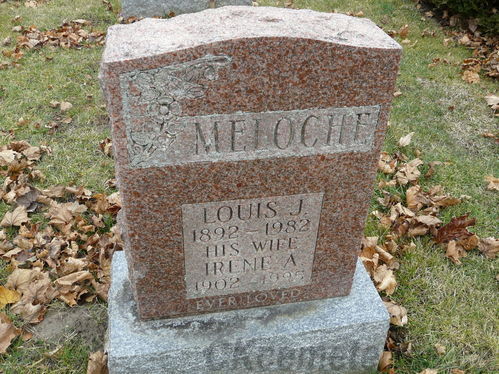 MELOCHE
LOUIS J.
1892~1982
HIS WIFE
IRENE A.
1902~1995
EVER LOVED